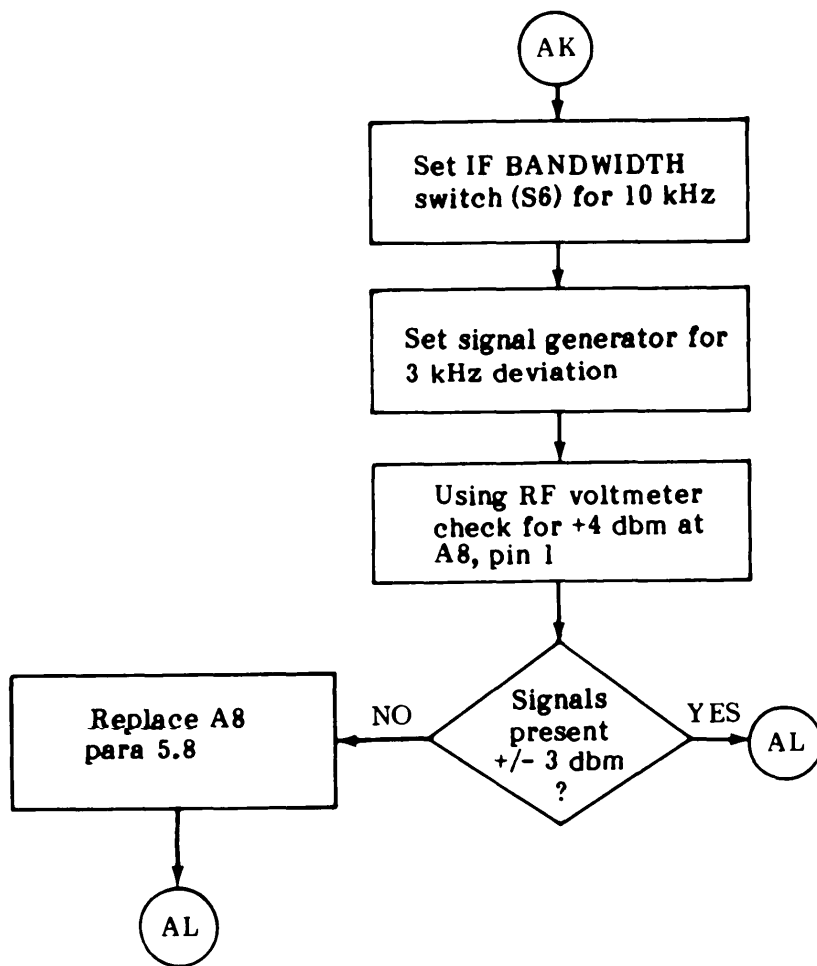 AK
Set IF BANDWIDTH
switch (S6) for 10 kHz
Set signal generator for
3 kHz deviation
Using RF voltmeter
check for +4 dbm at
A8, pin 1
Signals
present
+/- 3 dbm
?
NO
YES
Replace A8
para 5.8
AL
AL